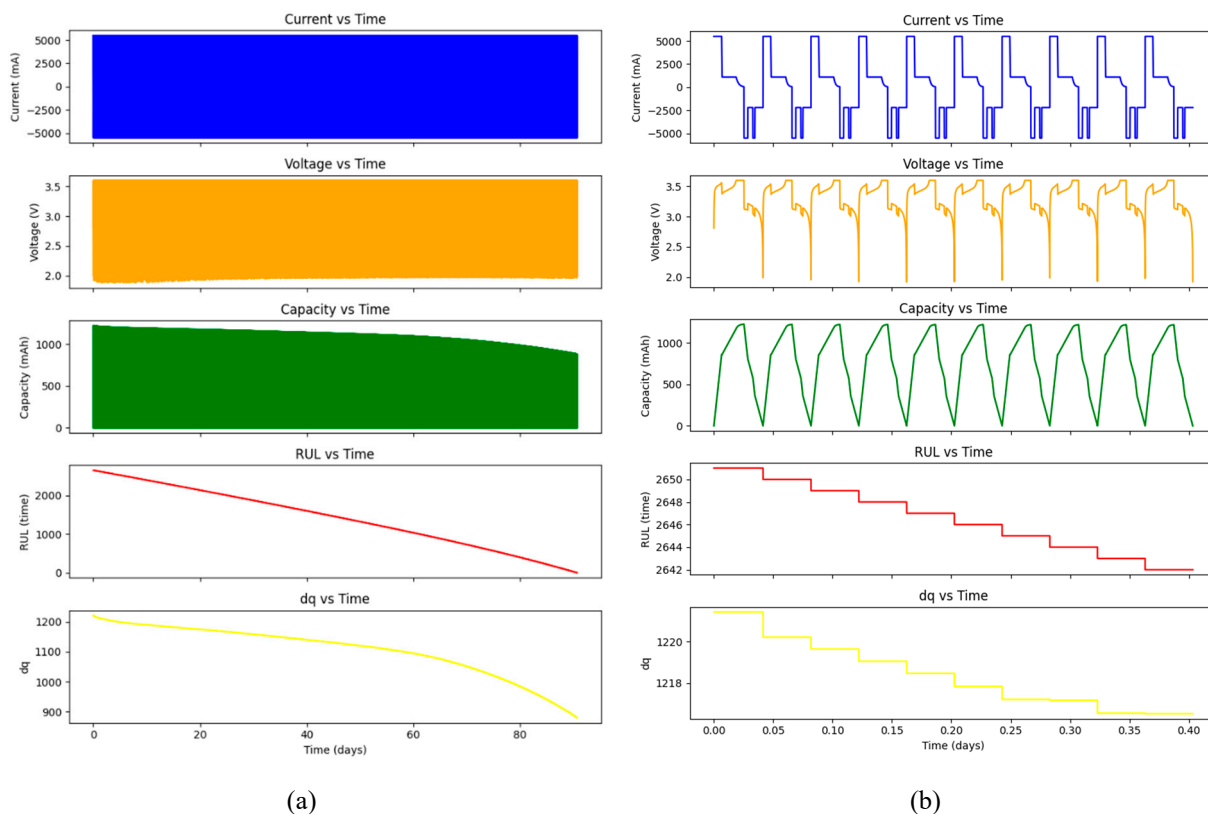 Current vs Time
5000
2500
0
−2500
−5000
Current (mA)
Voltage vs Time
3.5
3.0
2.5
2.0
Voltage (V)
Capacity vs Time
1000
500
0
Capacity (mAh)
RUL vs Time
2000
1000
0
RUL (time)
dq vs Time
1200
1100
1000
900
dq
0 20 40 60 80
Time (days)
(a)
Current vs Time
5000
2500
0
−2500
−5000
Current (mA)
Voltage vs Time
3.5
3.0
2.5
2.0
Voltage (V)
Capacity vs Time
1000
500
0
Capacity (mAh)
RUL vs Time
2650
2648
2646
2644
2642
RUL (time)
dq vs Time
1220
1218
dq
0.00 0.05 0.10 0.15 0.20 0.25 0.30 0.35 0.40
Time (days)
(b)